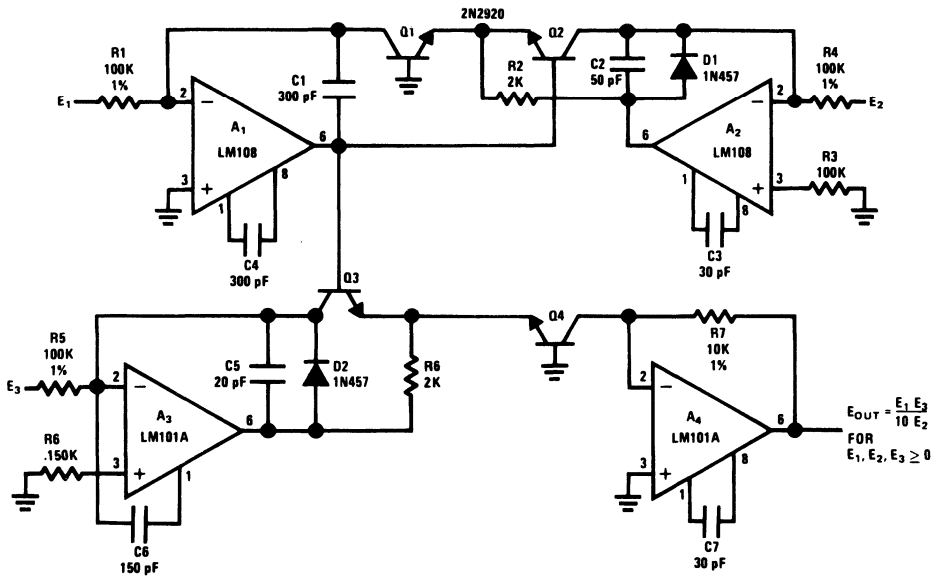 2N2920
Q1
Q2
R1
100K
1%
C1
300 pF
R2
2K
C2
50 pF
D1
1N457
R4
100K
1%
E1
2
−
A1
LM108
6
3
+
1
8
C4
300 pF
6
2
−
A2
LM108
E2
R3
100K
3
+
1
8
C3
30 pF
Q3
Q4
R5
100K
1%
E3
2
−
A3
LM101A
6
C5
20 pF
D2
1N457
R6
2K
R6
.150K
3
+
1
C6
150 pF
R7
10K
1%
2
−
A4
LM101A
6
3
+
1
8
C7
30 pF
EOUT = E1 E3
10 E2
FOR
E1, E2, E3 ≥ 0